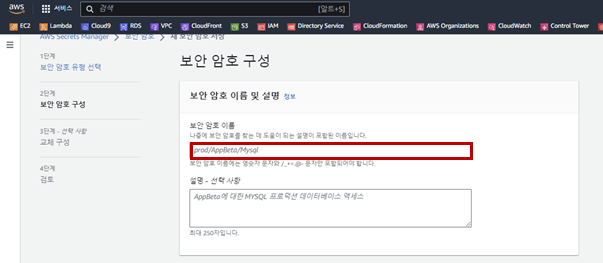 aws
서비스
검색
[알트+S]
EC2 Lambda Cloud9 RDS VPC CloudFront S3 IAM Directory Service CloudFormation AWS Organizations CloudWatch Control Tower
AWS Secrets Manager > 보안 암호 > 새 보안 암호 저장
1단계
보안 암호 유형 선택
2단계
보안 암호 구성
3단계 - 선택 사항
교체 구성
4단계
검토
보안 암호 구성
보안 암호 이름 및 설명 정보
보안 암호 이름
나중에 보안 암호를 찾는 데 도움이 되는 설명이 포함된 이름입니다.
prod/AppBeta/Mysql
보안 암호 이름에는 영숫자 문자와 /_+=.@- 문자만 포함되어야 합니다.
설명 - 선택 사항
AppBeta에 대한 MYSQL 프로덕션 데이터베이스 액세스
최대 250자입니다.